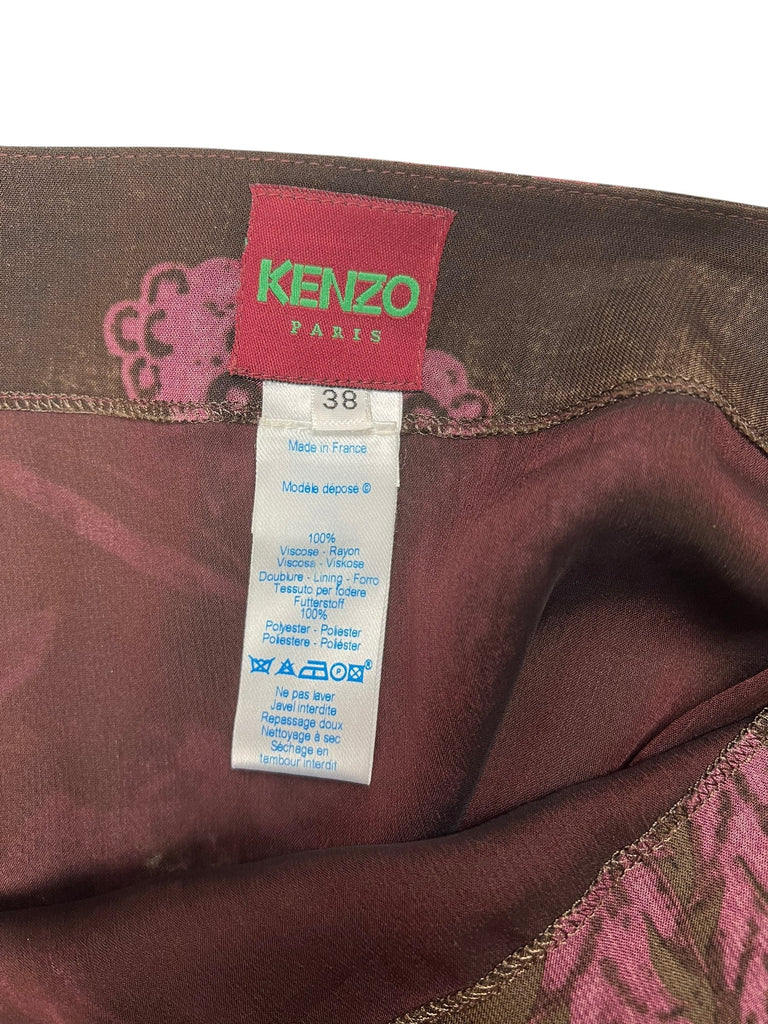 KENZO
PARIS
38
Made in France
Modèle déposé ©
100%
Viscose - Rayon
Viscosa - Viskose
Doublure - Lining - Forro
Tessuto per fodere
Futterstoff
100%
Polyester - Poliester
Poliestere - Poliéster
P ®
Ne pas laver
Javel interdite
Repassage doux
Nettoyage à sec
Séchage en
tambour interdit